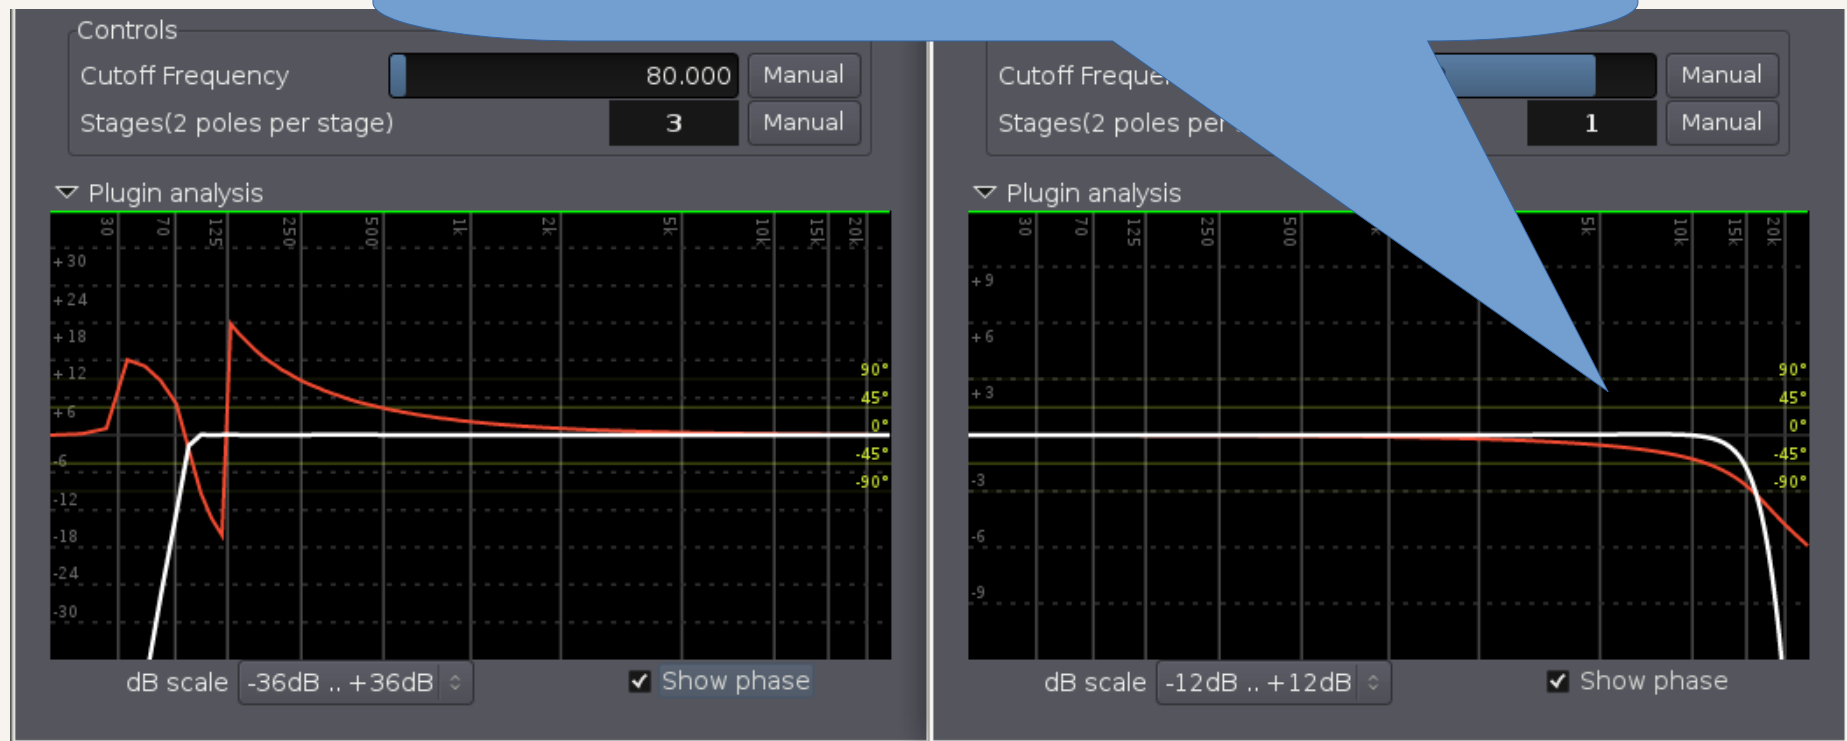 Controls
Cutoff Frequency 80.000 Manual
Stages(2 poles per stage) 3 Manual
Plugin analysis
30 70 125 250 500 1k 2k 5k 10k 15k 20k
+30
+24
+18
+12 90°
45°
+6
0°
-6 -45°
-90°
-12
-18
-24
-30
dB scale -36dB .. +36dB Show phase
Cutoff Manual
Stages(2 poles per 1 Manual
Plugin analysis
30 70 125 250 500 5k 10k 15k 20k
+9
+6
90°
+3 45°
0°
-45°
-3 -90°
-6
-9
dB scale -12dB .. +12dB Show phase